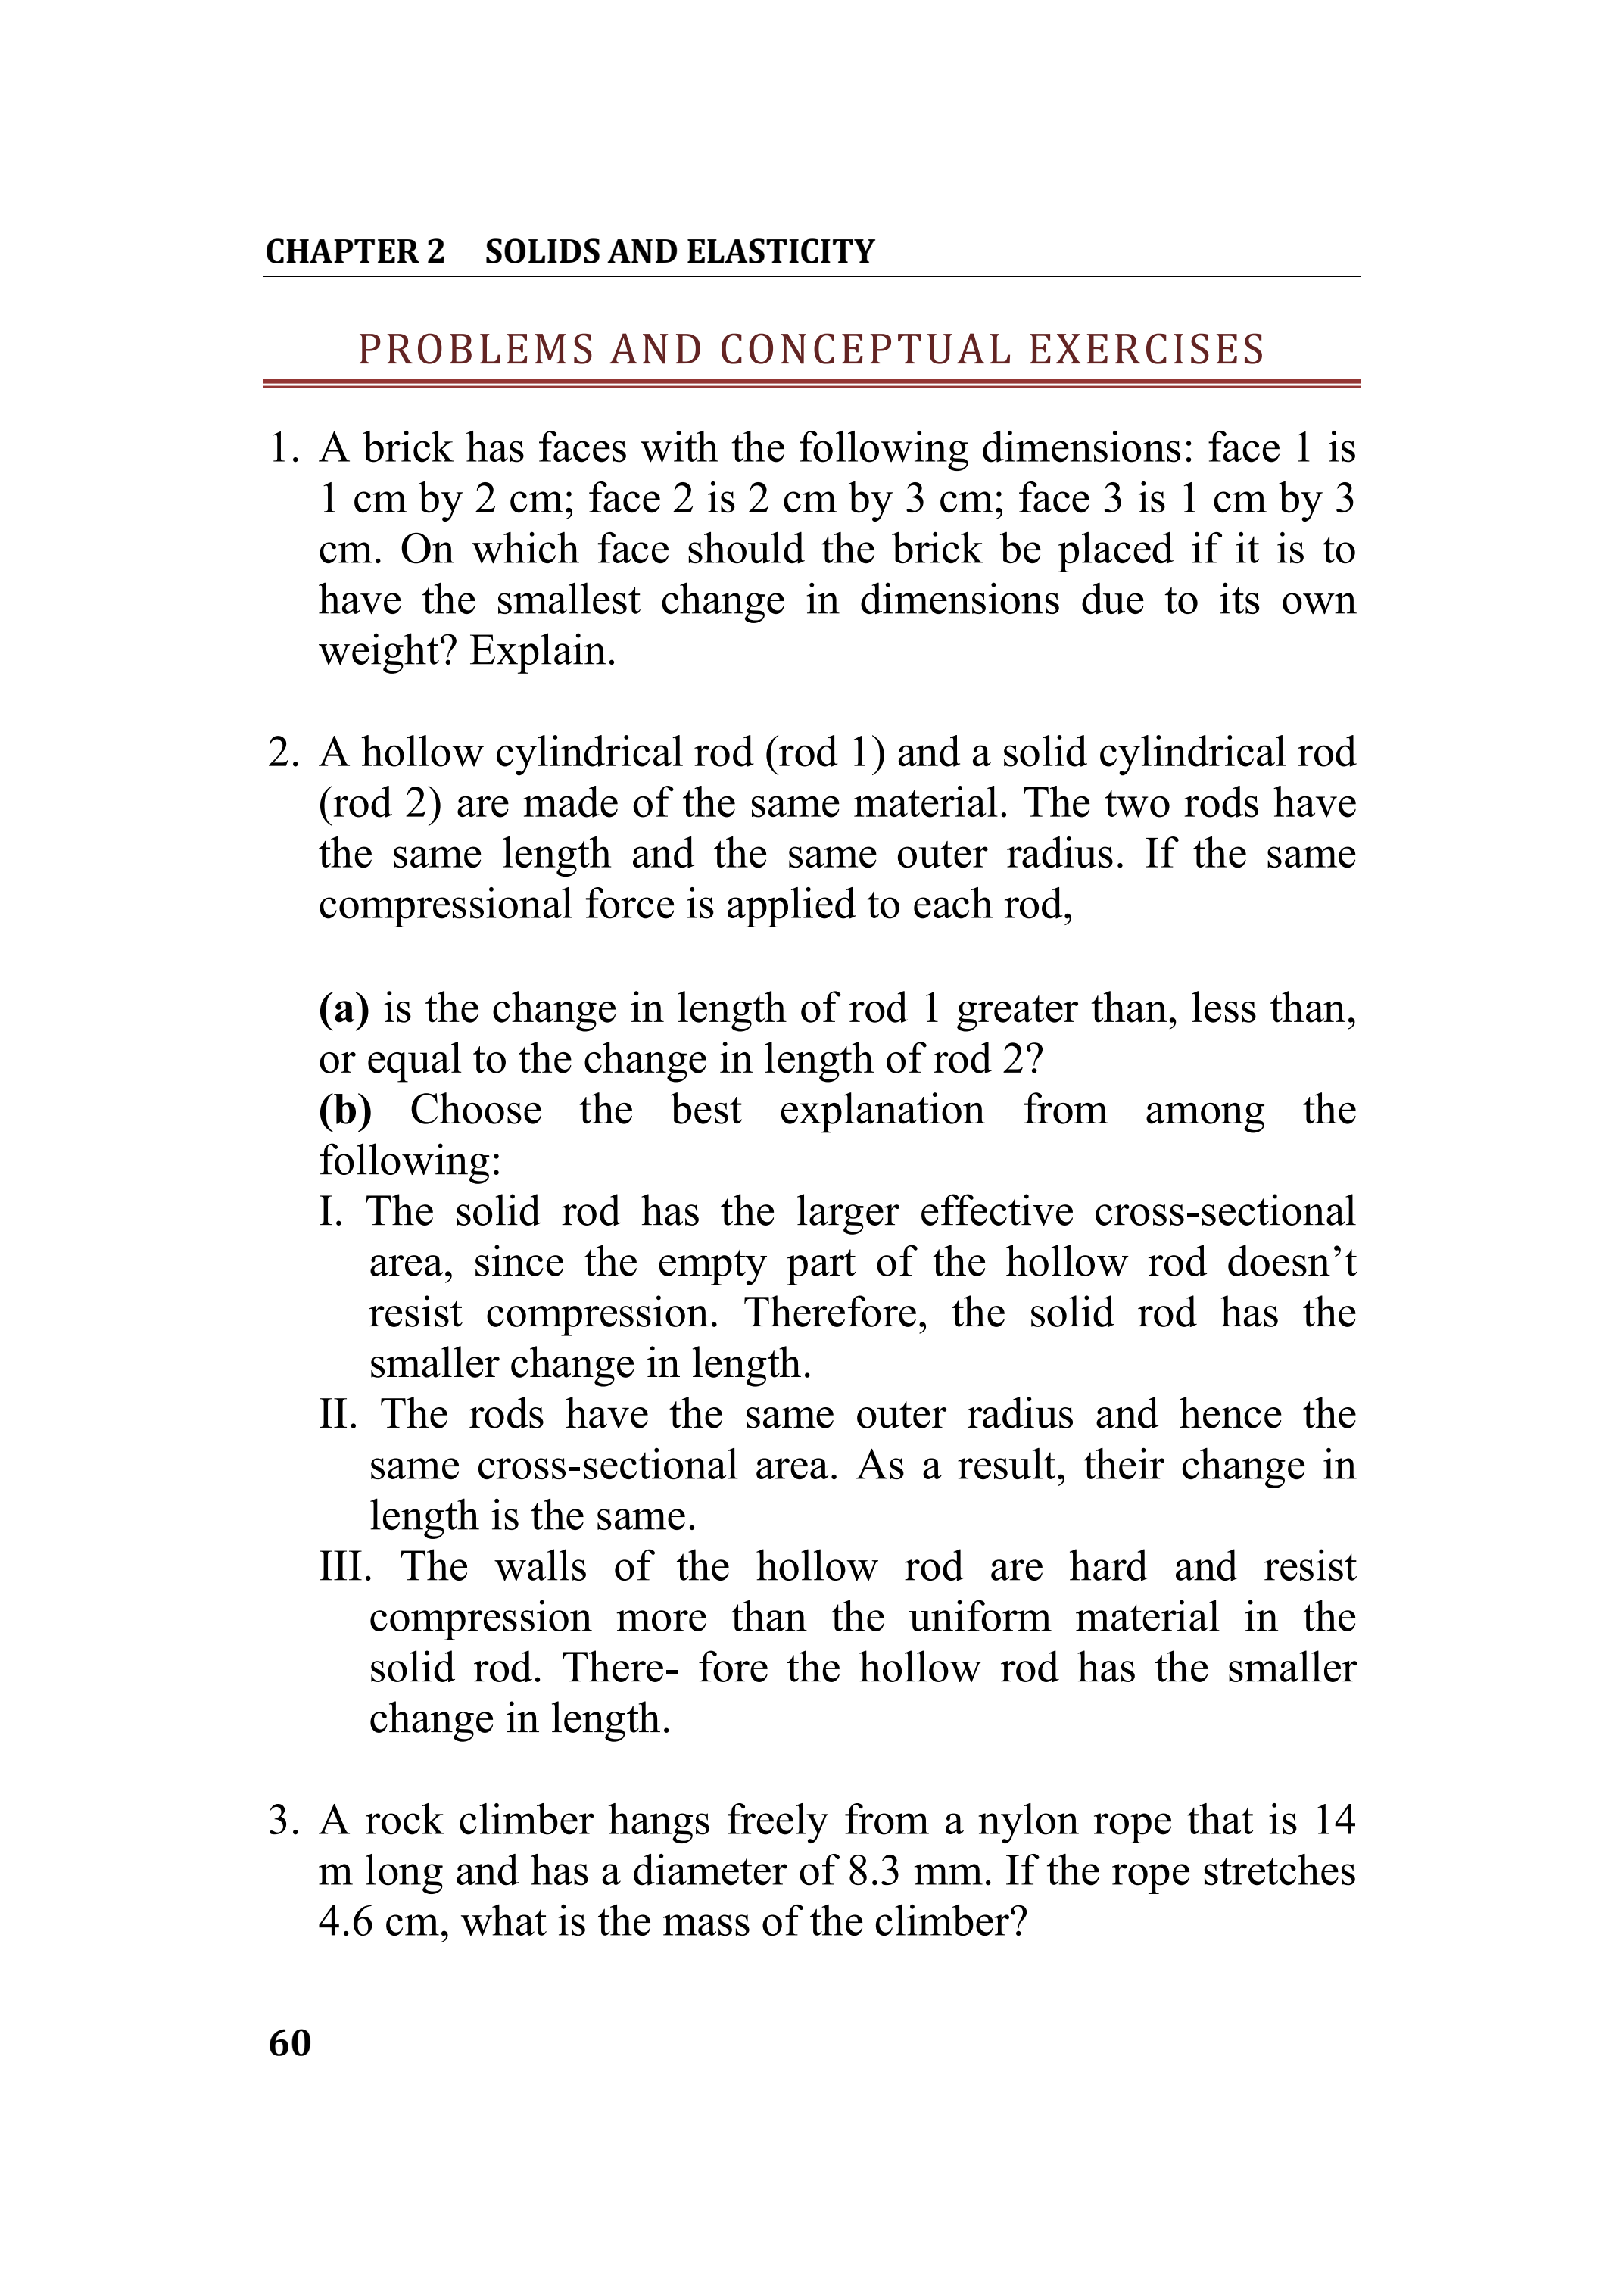 CHAPTER 2 SOLIDS AND ELASTICITY
PROBLEMS AND CONCEPTUAL EXERCISES
1. A brick has faces with the following dimensions: face 1 is
1 cm by 2 cm; face 2 is 2 cm by 3 cm; face 3 is 1 cm by 3
cm. On which face should the brick be placed if it is to
have the smallest change in dimensions due to its own
weight? Explain.
2. A hollow cylindrical rod (rod 1) and a solid cylindrical rod
(rod 2) are made of the same material. The two rods have
the same length and the same outer radius. If the same
compressional force is applied to each rod,
(a) is the change in length of rod 1 greater than, less than,
or equal to the change in length of rod 2?
(b) Choose the best explanation from among the
following:
I. The solid rod has the larger effective cross-sectional
area, since the empty part of the hollow rod doesn’t
resist compression. Therefore, the solid rod has the
smaller change in length.
II. The rods have the same outer radius and hence the
same cross-sectional area. As a result, their change in
length is the same.
III. The walls of the hollow rod are hard and resist
compression more than the uniform material in the
solid rod. There- fore the hollow rod has the smaller
change in length.
3. A rock climber hangs freely from a nylon rope that is 14
m long and has a diameter of 8.3 mm. If the rope stretches
4.6 cm, what is the mass of the climber?
60